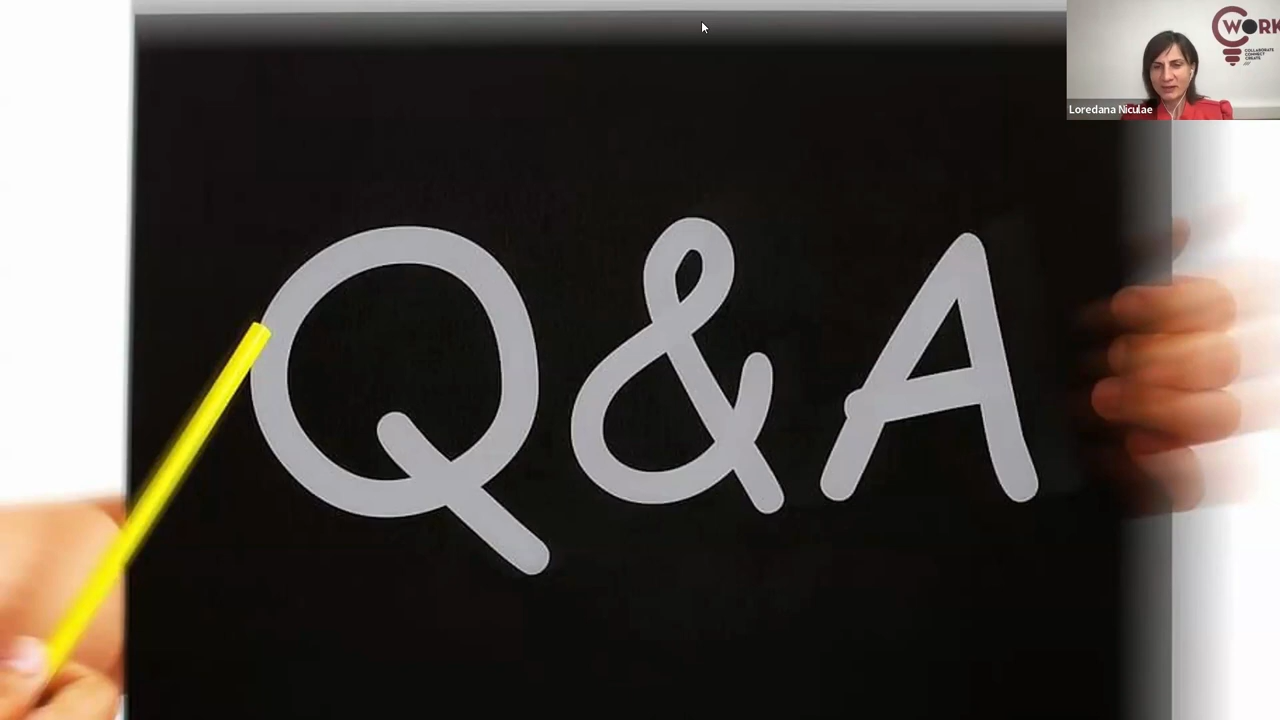 Q&A
WORK
COLLABORATE
CONNECT
CREATE
Loredana Niculae